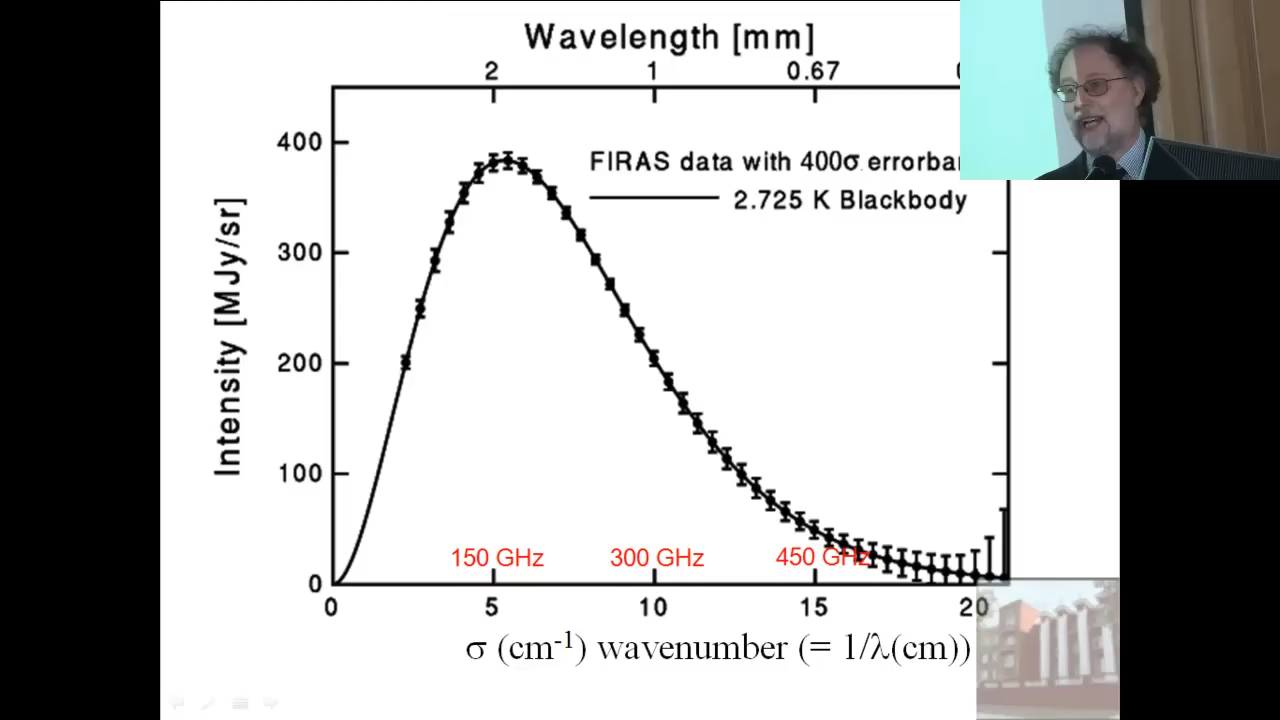 Wavelength [mm]
2 1 0.67
400
FIRAS data with 400σ
2.725 K Blackbody
300
Intensity [MJy/sr]
200
100
150 GHz 300 GHz 450 GHz
0
0 5 10 15 20
σ (cm-1) wavenumber (= 1/λ(cm))